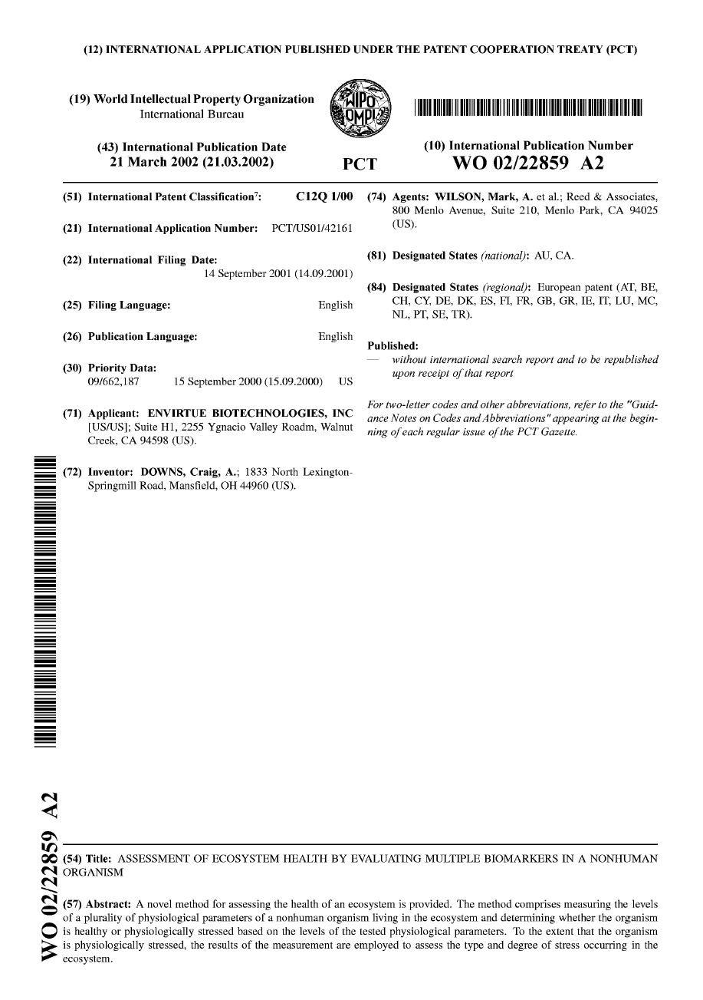 (12) INTERNATIONAL APPLICATION PUBLISHED UNDER THE PATENT COOPERATION TREATY (PCT)
(19) World Intellectual Property Organization
International Bureau
WIPO
OMPI
(43) International Publication Date
21 March 2002 (21.03.2002)
PCT
(10) International Publication Number
WO 02/22859 A2
(51) International Patent Classification7: C12Q 1/00
(21) International Application Number: PCT/US01/42161
(22) International Filing Date:
14 September 2001 (14.09.2001)
(25) Filing Language: English
(26) Publication Language: English
(30) Priority Data:
09/662,187 15 September 2000 (15.09.2000) US
(71) Applicant: ENVIRTUE BIOTECHNOLOGIES, INC
[US/US]; Suite H1, 2255 Ygnacio Valley Roadm, Walnut
Creek, CA 94598 (US).
(72) Inventor: DOWNS, Craig, A.; 1833 North Lexington-
Springmill Road, Mansfield, OH 44960 (US).
(74) Agents: WILSON, Mark, A. et al.; Reed & Associates,
800 Menlo Avenue, Suite 210, Menlo Park, CA 94025
(US).
(81) Designated States (national): AU, CA.
(84) Designated States (regional): European patent (AT, BE,
CH, CY, DE, DK, ES, FI, FR, GB, GR, IE, IT, LU, MC,
NL, PT, SE, TR).
Published:
— without international search report and to be republished
upon receipt of that report
For two-letter codes and other abbreviations, refer to the "Guid-
ance Notes on Codes and Abbreviations" appearing at the begin-
ning of each regular issue of the PCT Gazette.
WO 02/22859 A2
(54) Title: ASSESSMENT OF ECOSYSTEM HEALTH BY EVALUATING MULTIPLE BIOMARKERS IN A NONHUMAN
ORGANISM
(57) Abstract: A novel method for assessing the health of an ecosystem is provided. The method comprises measuring the levels
of a plurality of physiological parameters of a nonhuman organism living in the ecosystem and determining whether the organism
is healthy or physiologically stressed based on the levels of the tested physiological parameters. To the extent that the organism
is physiologically stressed, the results of the measurement are employed to assess the type and degree of stress occurring in the
ecosystem.